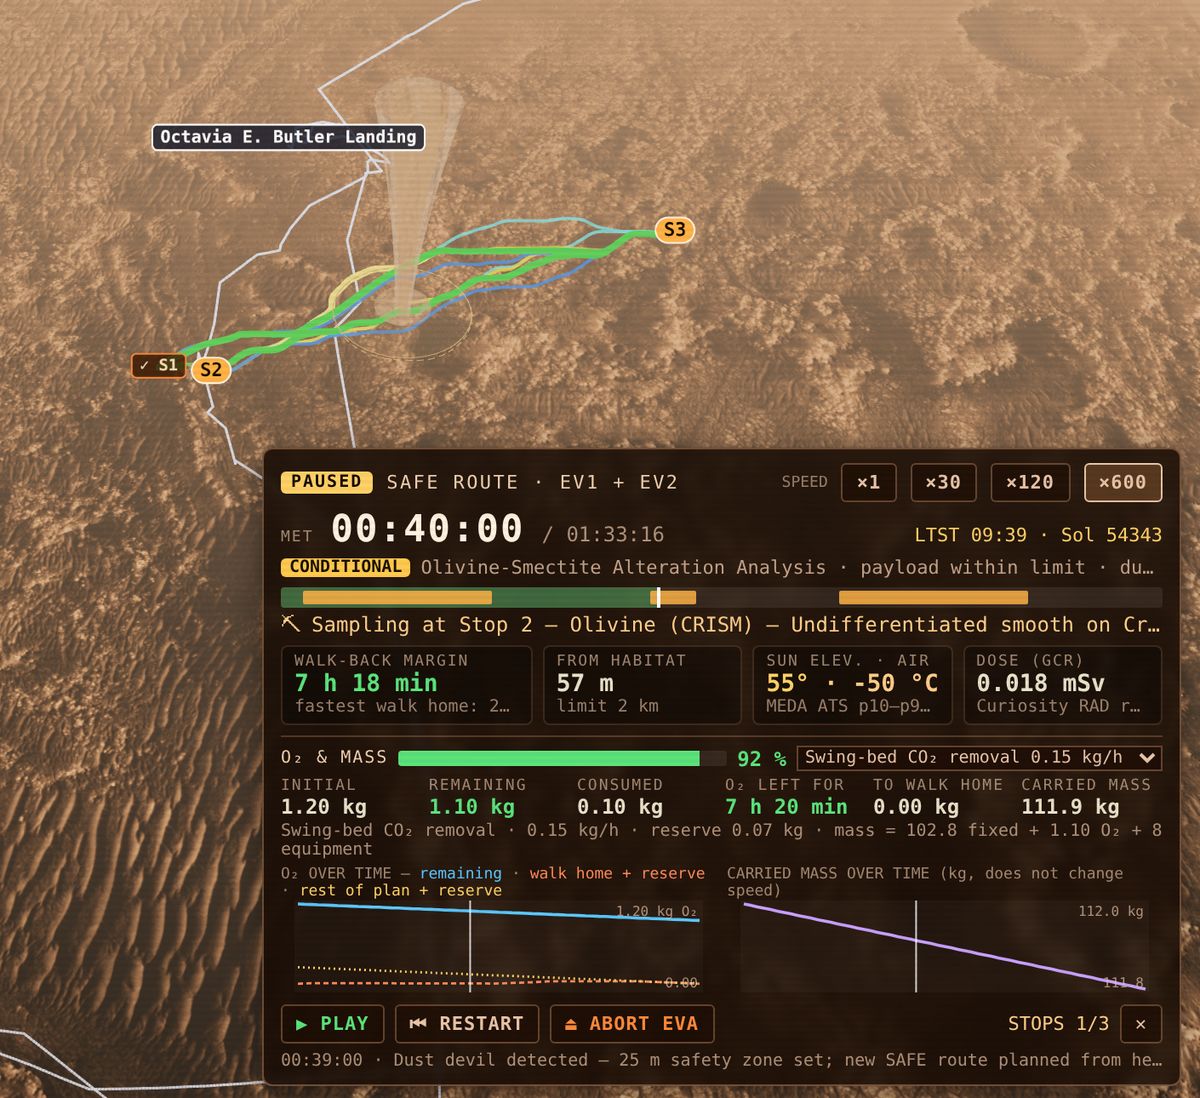 Octavia E. Butler Landing
S3
✓ S1
S2
PAUSED SAFE ROUTE · EV1 + EV2 SPEED ×1 ×30 ×120 ×600
MET 00:40:00 / 01:33:16 LTST 09:39 · Sol 54343
CONDITIONAL Olivine-Smectite Alteration Analysis · payload within limit · du…
⛏ Sampling at Stop 2 — Olivine (CRISM) — Undifferentiated smooth on Cr…
WALK-BACK MARGIN FROM HABITAT SUN ELEV. · AIR DOSE (GCR)
7 h 18 min 57 m 55° · -50 °C 0.018 mSv
fastest walk home: 2… limit 2 km MEDA ATS p10–p9… Curiosity RAD r…
O₂ & MASS 92 % Swing-bed CO₂ removal 0.15 kg/h
INITIAL REMAINING CONSUMED O₂ LEFT FOR TO WALK HOME CARRIED MASS
1.20 kg 1.10 kg 0.10 kg 7 h 20 min 0.00 kg 111.9 kg
Swing-bed CO₂ removal · 0.15 kg/h · reserve 0.07 kg · mass = 102.8 fixed + 1.10 O₂ + 8
equipment
O₂ OVER TIME — remaining · walk home + reserve
· rest of plan + reserve
CARRIED MASS OVER TIME (kg, does not change
speed)
1.20 kg O₂ 112.0 kg
0.00 111.8
▶ PLAY ⏮ RESTART ⏏ ABORT EVA STOPS 1/3 ×
00:39:00 · Dust devil detected — 25 m safety zone set; new SAFE route planned from he…